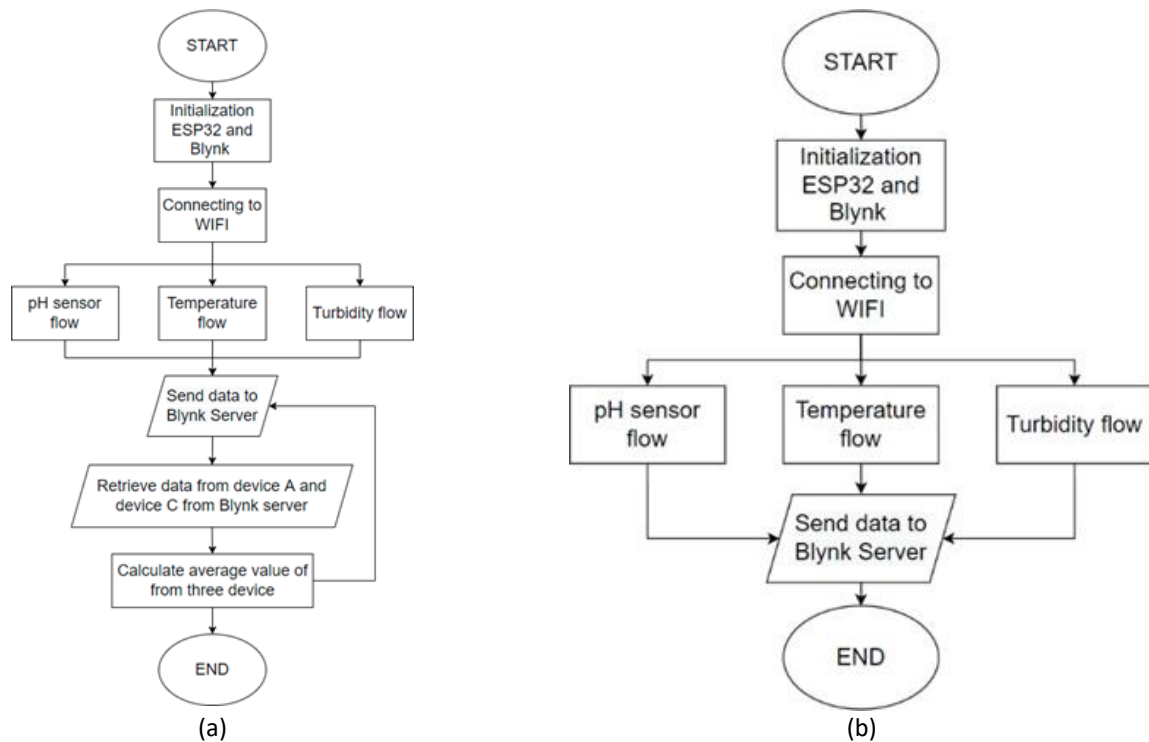 START
Initialization
ESP32 and
Blynk
Connecting to
WIFI
pH sensor
flow
Temperature
flow
Turbidity flow
Send data to
Blynk Server
Retrieve data from device A and
device C from Blynk server
Calculate average value of
from three device
END
(a)
START
Initialization
ESP32 and
Blynk
Connecting to
WIFI
pH sensor
flow
Temperature
flow
Turbidity flow
Send data to
Blynk Server
END
(b)